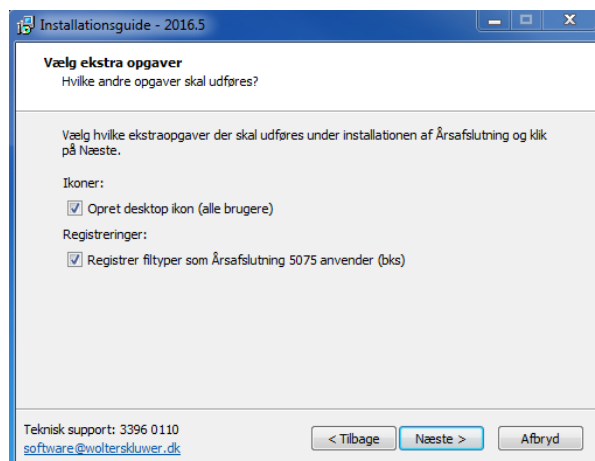 Installationsguide - 2016.5
Vælg ekstra opgaver
Hvilke andre opgaver skal udføres?
Vælg hvilke ekstraopgaver der skal udføres under installationen af Årsafslutning og klik
på Næste.
Ikoner:
Opret desktop ikon (alle brugere)
Registreringer:
Registrer filtyper som Årsafslutning 5075 anvender (bks)
Teknisk support: 3396 0110
software@wolterskluwer.dk
< Tilbage
Næste >
Afbryd